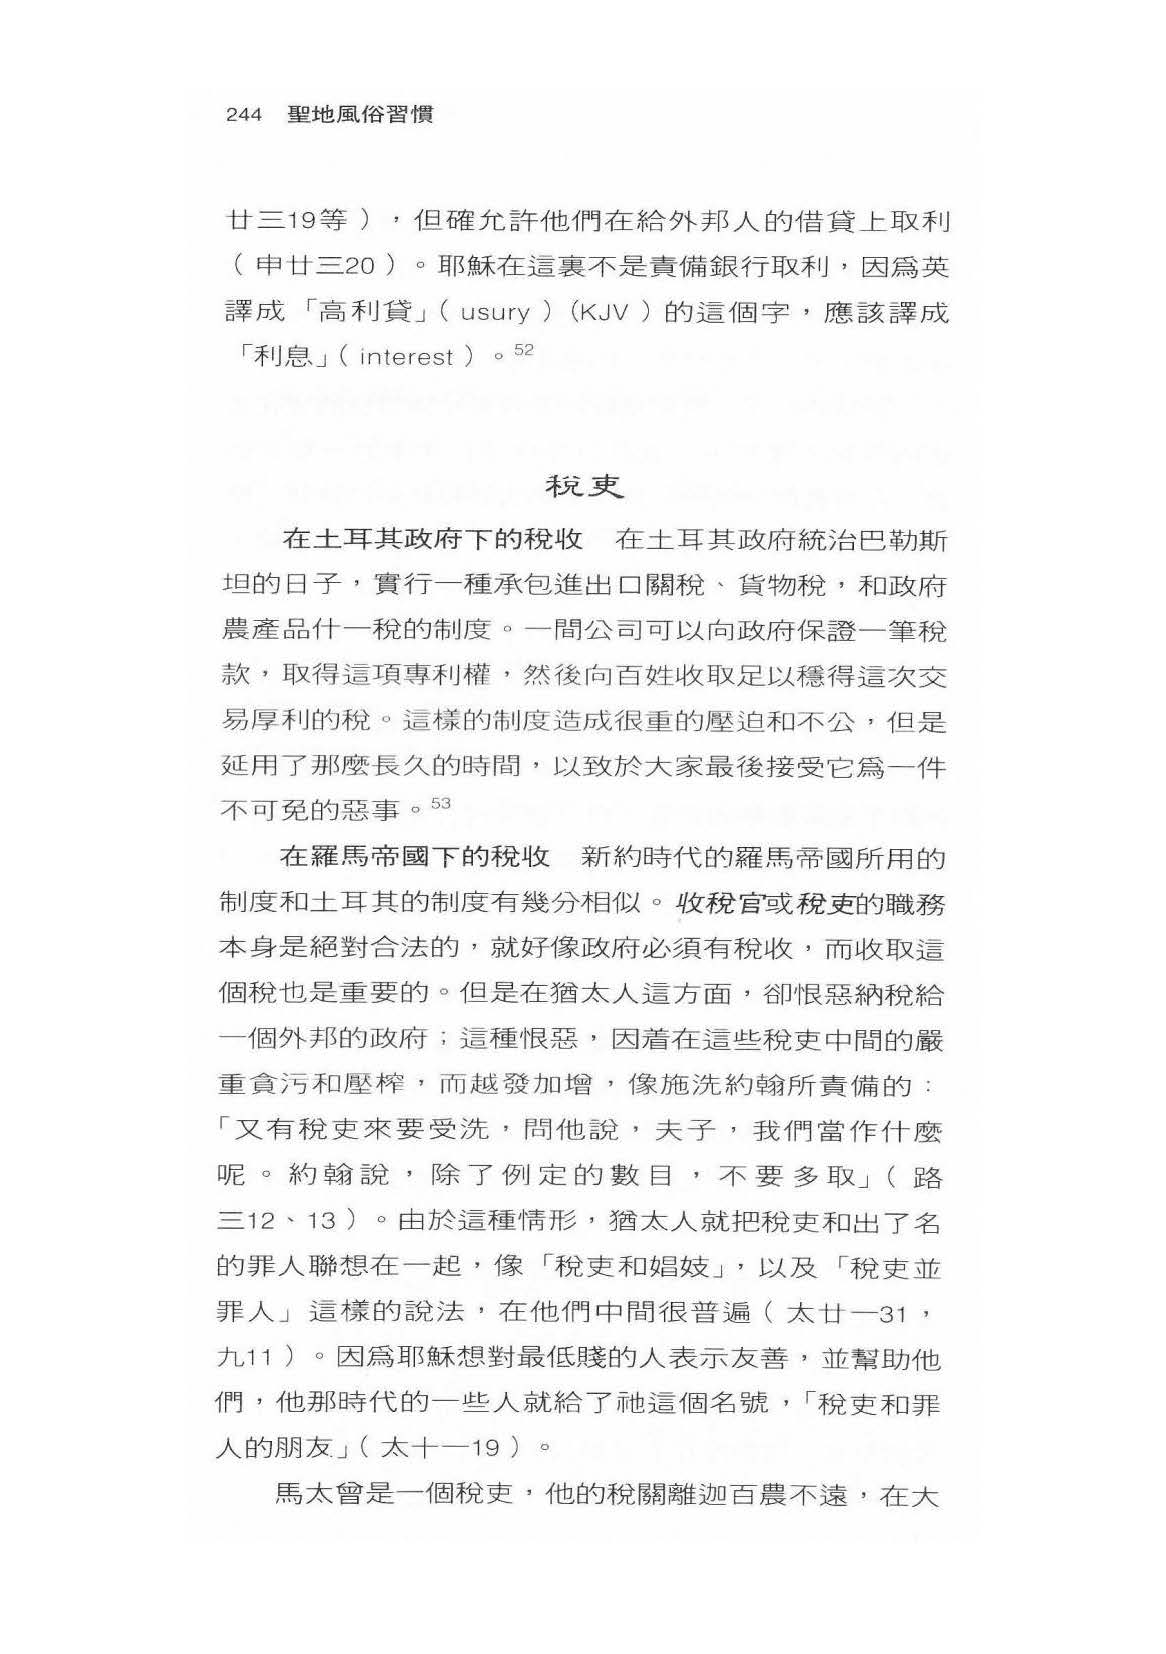 244 聖地風俗習慣
廿三19等），但確允許他們在給外邦人的借貸上取利
（申廿三20）。耶穌在這裏不是責備銀行取利，因爲英
譯成「高利貸」（usury）（KJV）的這個字，應該譯成
「利息」（interest）。52
稅吏
在土耳其政府下的稅收　在土耳其政府統治巴勒斯
坦的日子，實行一種承包進出口關稅、貨物稅，和政府
農產品什一稅的制度。一間公司可以向政府保證一筆稅
款，取得這項專利權，然後向百姓收取足以穩得這次交
易厚利的稅。這樣的制度造成很重的壓迫和不公，但是
延用了那麼長久的時間，以致於大家最後接受它爲一件
不可免的惡事。53
在羅馬帝國下的稅收　新約時代的羅馬帝國所用的
制度和土耳其的制度有幾分相似。收稅官或稅吏的職務
本身是絕對合法的，就好像政府必須有稅收，而收取這
個稅也是重要的。但是在猶太人這方面，卻恨惡納稅給
一個外邦的政府；這種恨惡，因着在這些稅吏中間的嚴
重貪污和壓榨，而越發加增，像施洗約翰所責備的：
「又有稅吏來要受洗，問他說，夫子，我們當作什麼
呢。約翰說，除了例定的數目，不要多取」（路
三12、13）。由於這種情形，猶太人就把稅吏和出了名
的罪人聯想在一起，像「稅吏和娼妓」，以及「稅吏並
罪人」這樣的說法，在他們中間很普遍（太廿一31，
九11）。因爲耶穌想對最低賤的人表示友善，並幫助他
們，他那時代的一些人就給了祂這個名號，「稅吏和罪
人的朋友」（太十一19）。
馬太曾是一個稅吏，他的稅關離迦百農不遠，在大